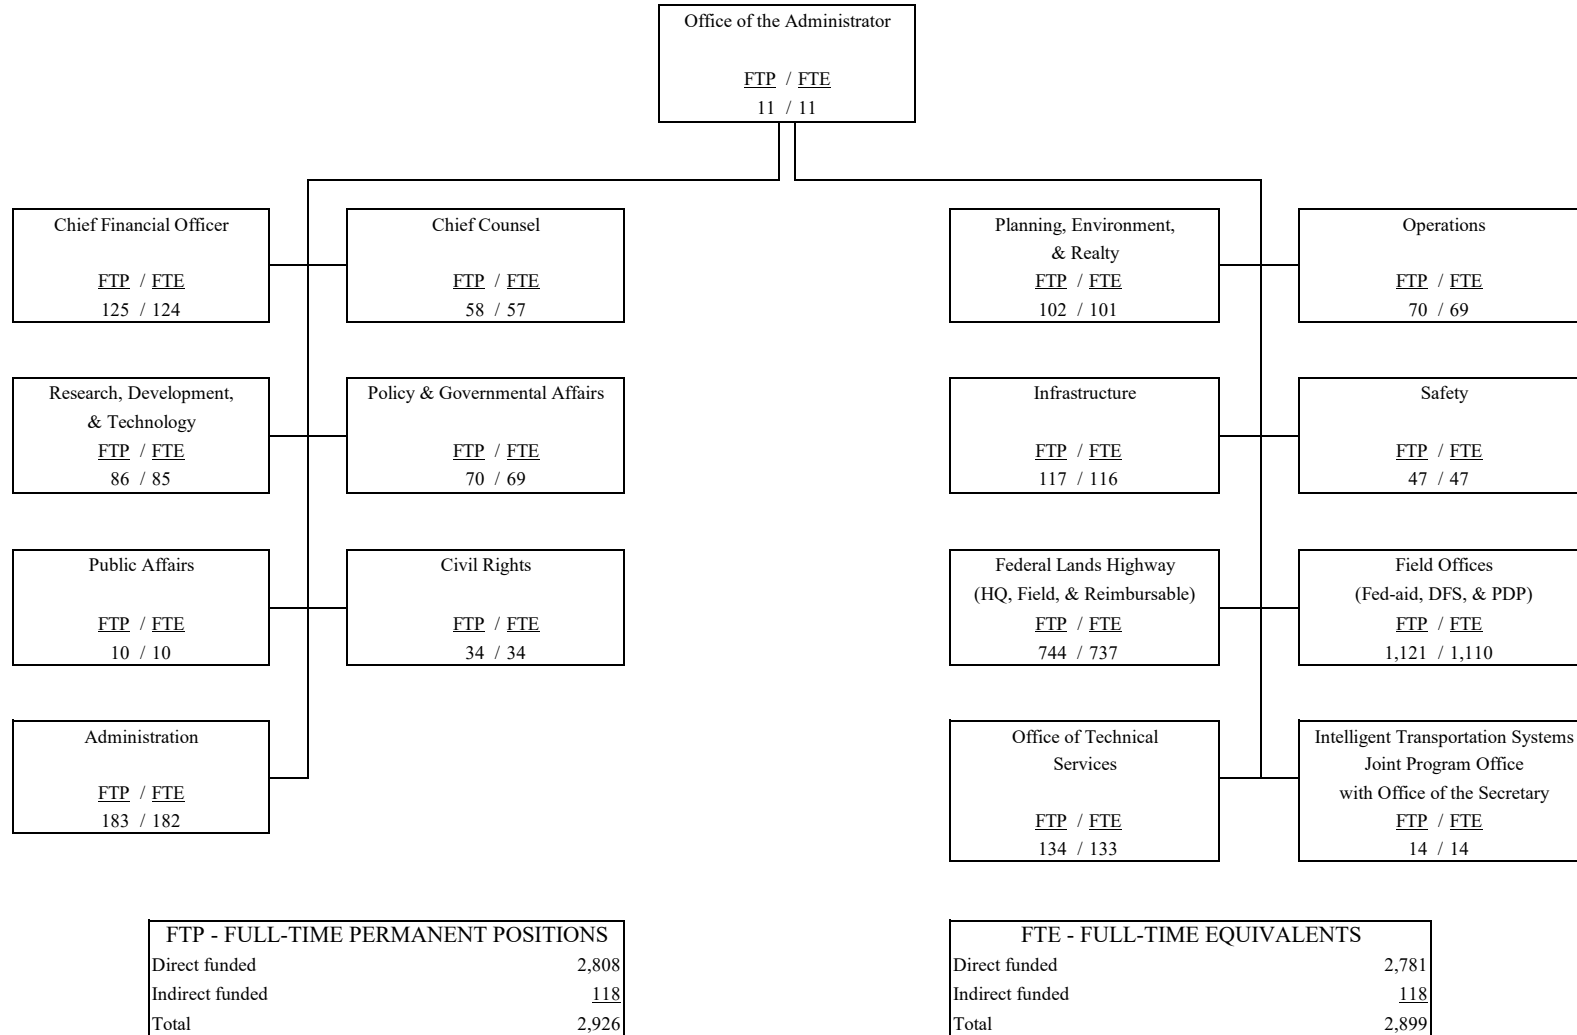 Office of the Administrator
FTP / FTE
11 / 11
Chief Financial Officer
FTP / FTE
125 / 124
Chief Counsel
FTP / FTE
58 / 57
Planning, Environment,
& Realty
FTP / FTE
102 / 101
Operations
FTP / FTE
70 / 69
Research, Development,
& Technology
FTP / FTE
86 / 85
Policy & Governmental Affairs
FTP / FTE
70 / 69
Infrastructure
FTP / FTE
117 / 116
Safety
FTP / FTE
47 / 47
Public Affairs
FTP / FTE
10 / 10
Civil Rights
FTP / FTE
34 / 34
Federal Lands Highway
(HQ, Field, & Reimbursable)
FTP / FTE
744 / 737
Field Offices
(Fed-aid, DFS, & PDP)
FTP / FTE
1,121 / 1,110
Administration
FTP / FTE
183 / 182
Office of Technical
Services
FTP / FTE
134 / 133
Intelligent Transportation Systems
Joint Program Office
with Office of the Secretary
FTP / FTE
14 / 14
FTP - FULL-TIME PERMANENT POSITIONS
Direct funded 2,808
Indirect funded 118
Total 2,926
FTE - FULL-TIME EQUIVALENTS
Direct funded 2,781
Indirect funded 118
Total 2,899